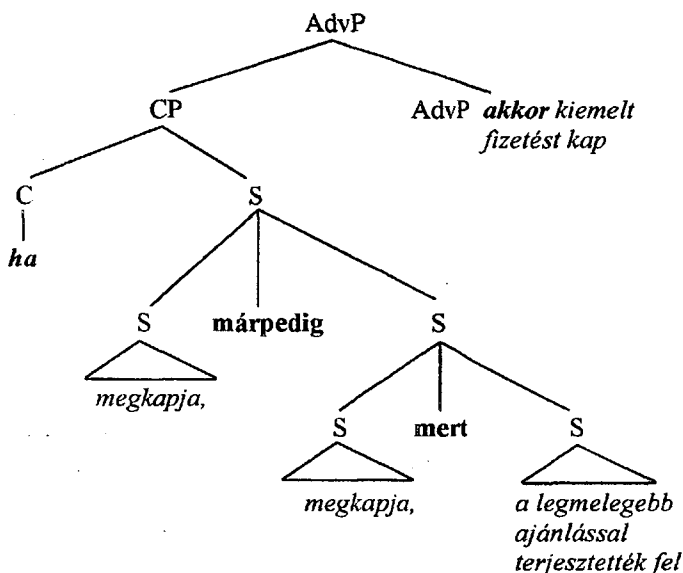 AdvP
CP
AdvP akkor kiemelt
fizetést kap
C
S
ha
S
márpedig
S
megkapja,
S
mert
S
megkapja,
a legmelegebb
ajánlással
terjesztették fel